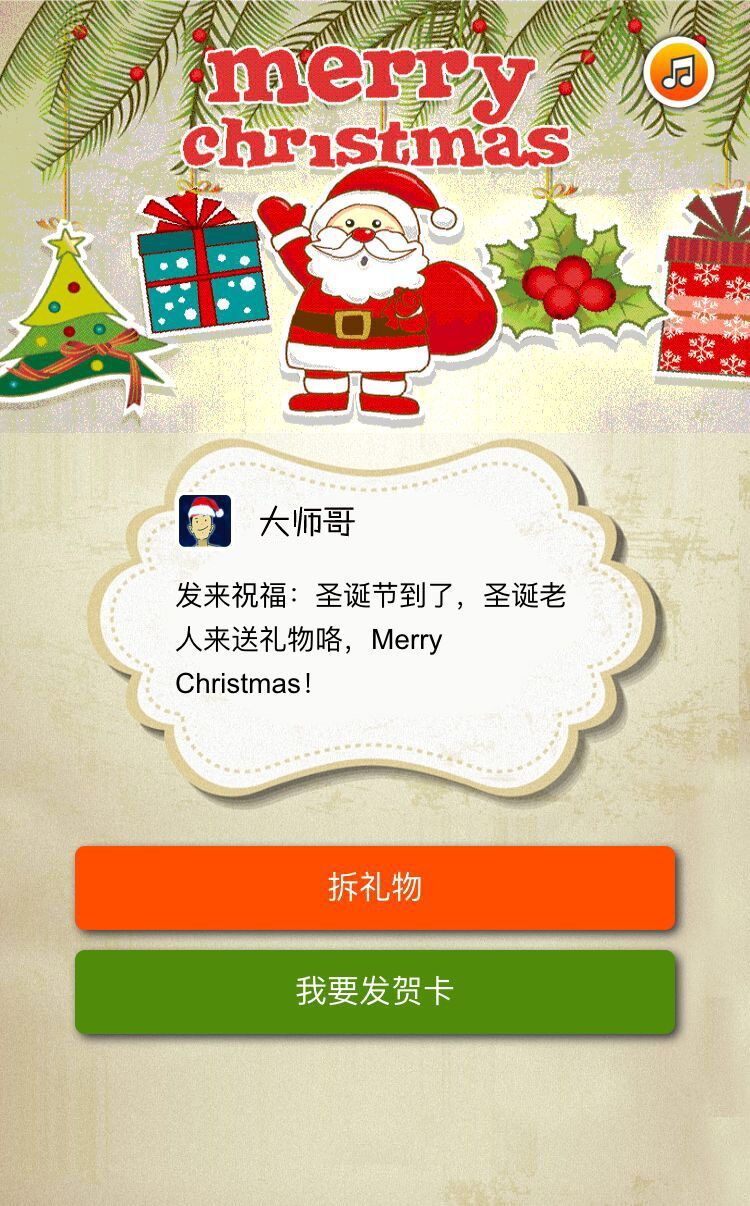 merry
christmas
大师哥
发来祝福：圣诞节到了，圣诞老
人来送礼物咯，Merry
Christmas！
拆礼物
我要发贺卡